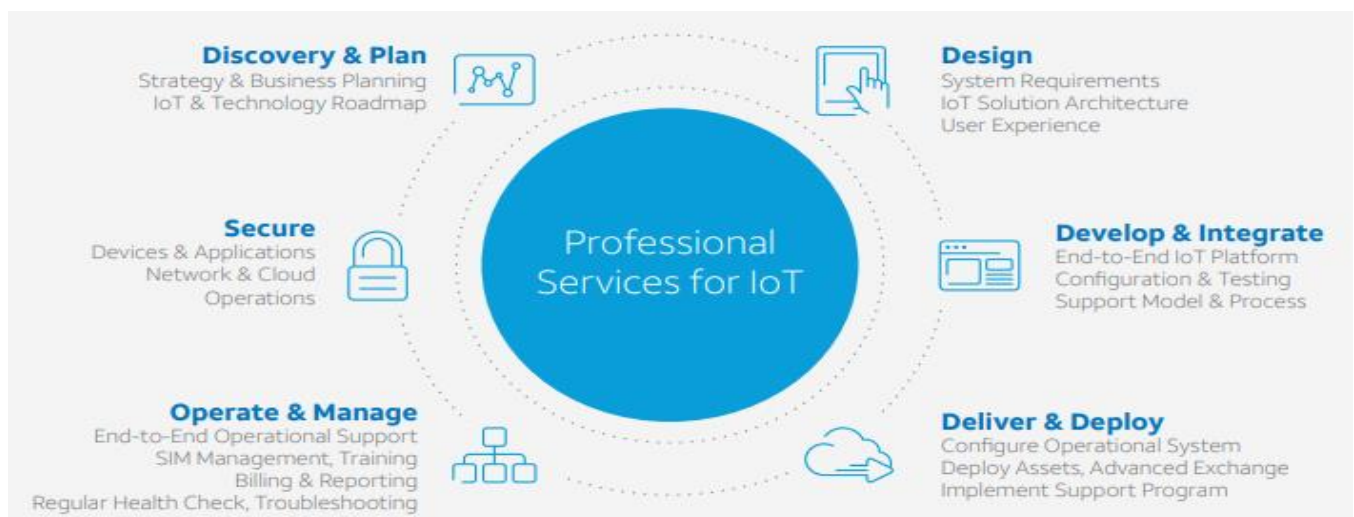 Discovery & Plan
Strategy & Business Planning
IoT & Technology Roadmap
Design
System Requirements
IoT Solution Architecture
User Experience
Secure
Devices & Applications
Network & Cloud
Operations
Professional
Services for IoT
Develop & Integrate
End-to-End IoT Platform
Configuration & Testing
Support Model & Process
Operate & Manage
End-to-End Operational Support
SIM Management, Training
Billing & Reporting
Regular Health Check, Troubleshooting
Deliver & Deploy
Configure Operational System
Deploy Assets, Advanced Exchange
Implement Support Program